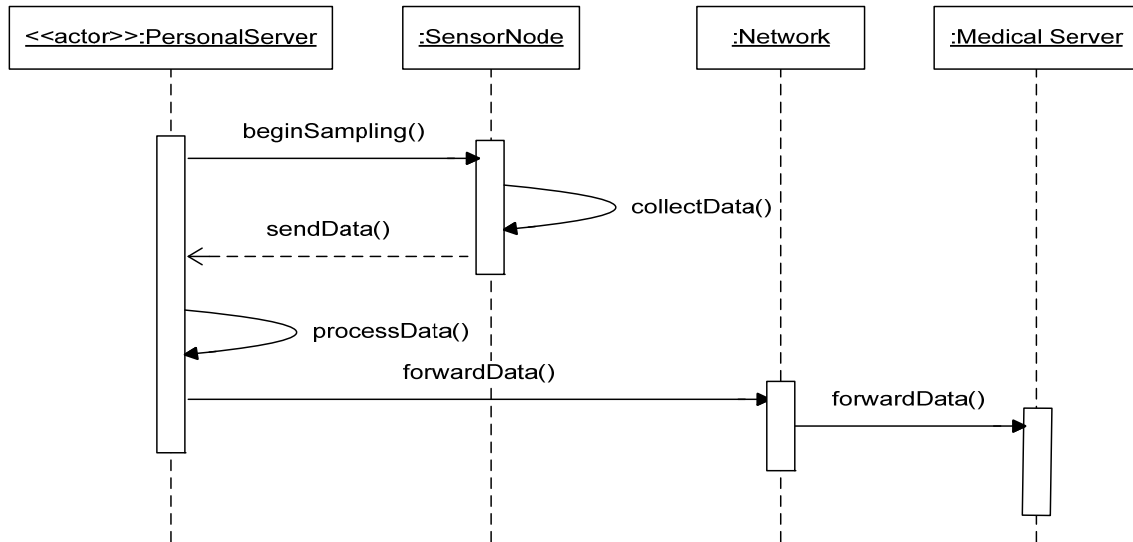 <<actor>>:PersonalServer
:SensorNode
:Network
:Medical Server
beginSampling()
collectData()
sendData()
processData()
forwardData()
forwardData()